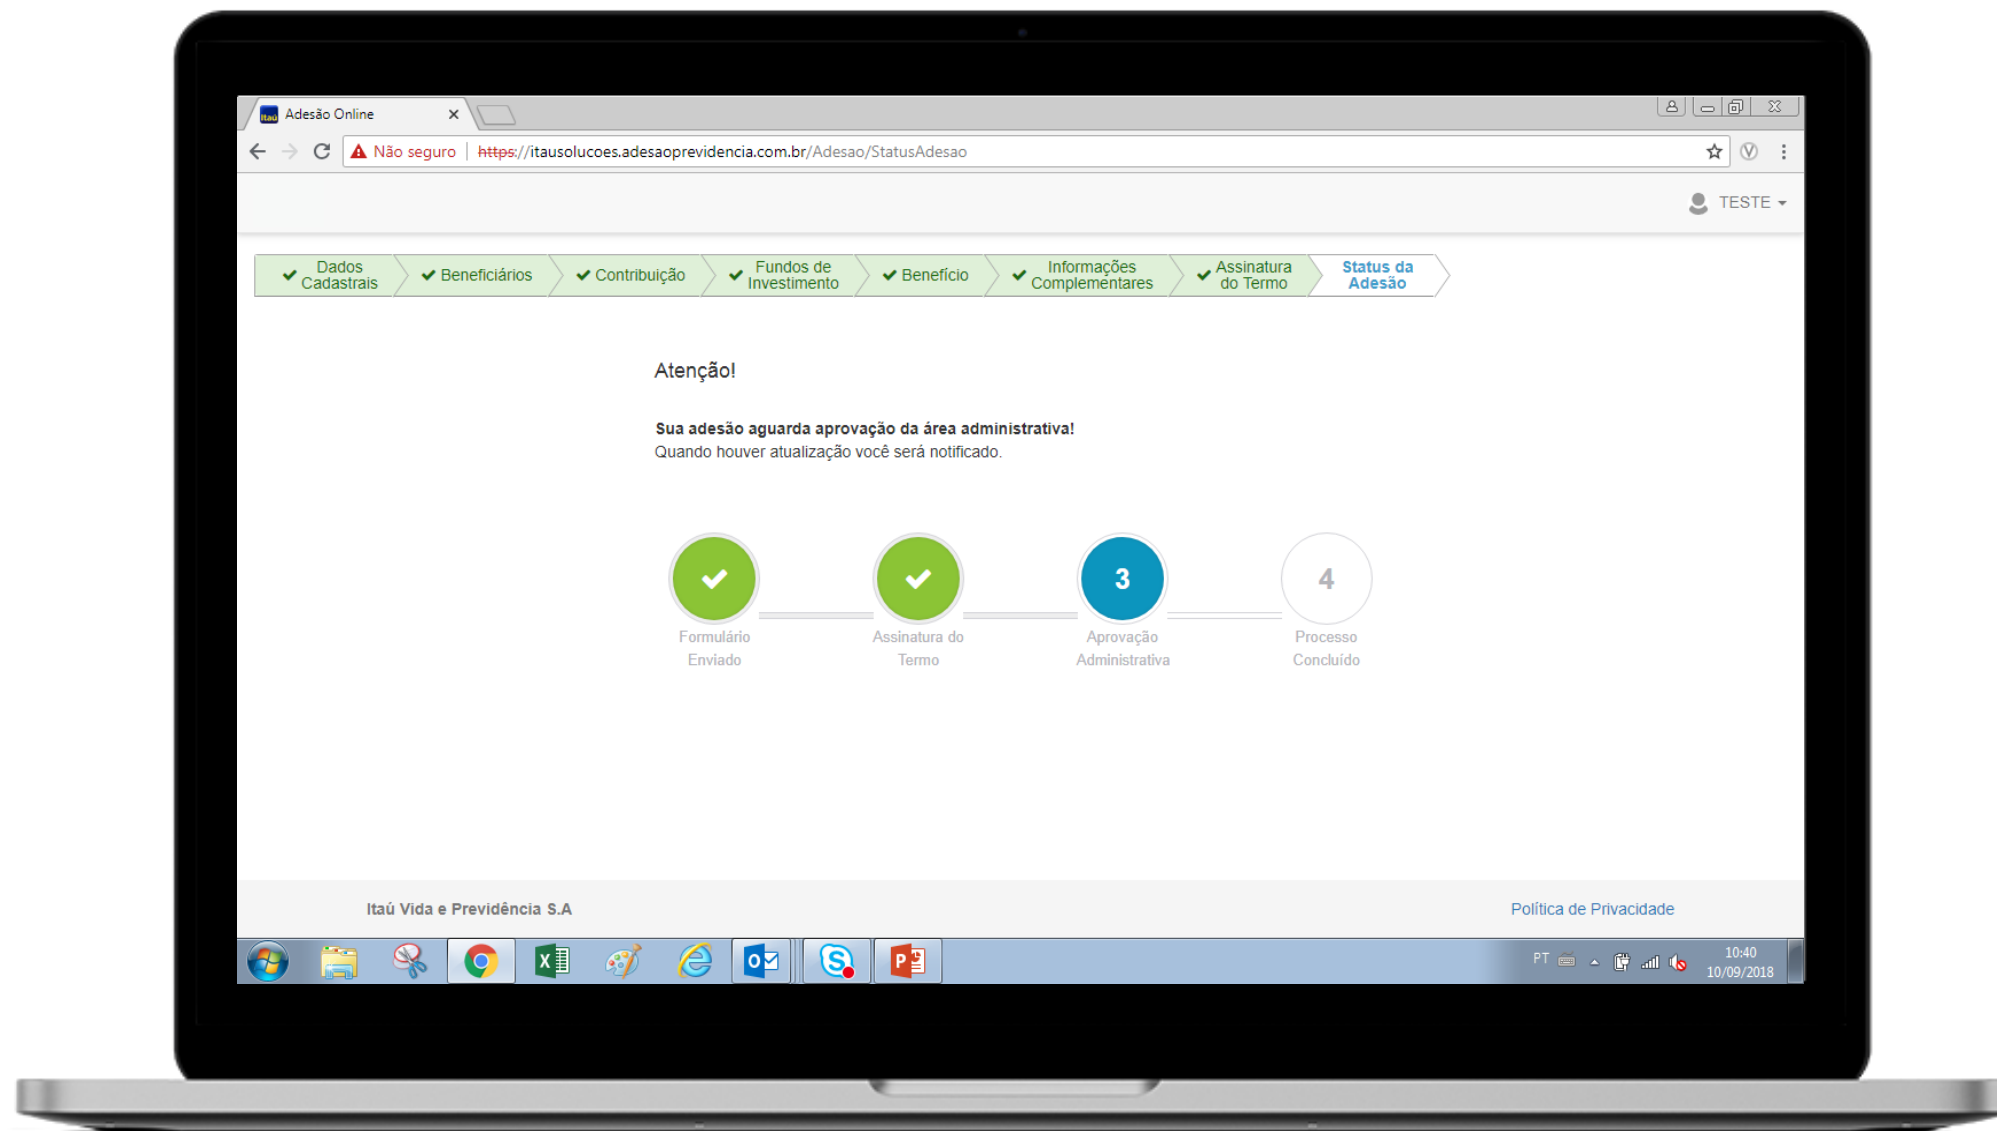 Itaú Adesão Online
Não seguro | https://itausolucoes.adesaoprevidencia.com.br/Adesao/StatusAdesao
TESTE
Dados Cadastrais
Beneficiários
Contribuição
Fundos de Investimento
Benefício
Informações Complementares
Assinatura do Termo
Status da Adesão
Atenção!
Sua adesão aguarda aprovação da área administrativa!
Quando houver atualização você será notificado.
3
4
Formulário Enviado
Assinatura do Termo
Aprovação Administrativa
Processo Concluído
Itaú Vida e Previdência S.A
Política de Privacidade
PT
10:40
10/09/2018